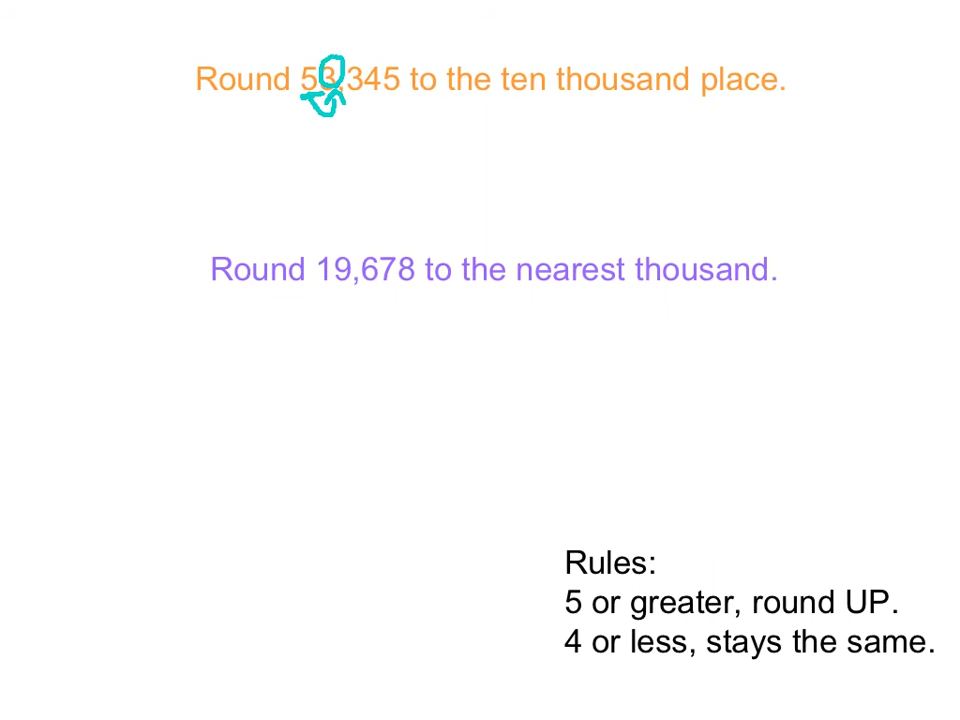 Round 53,345 to the ten thousand place.
Round 19,678 to the nearest thousand.
Rules:
5 or greater, round UP.
4 or less, stays the same.